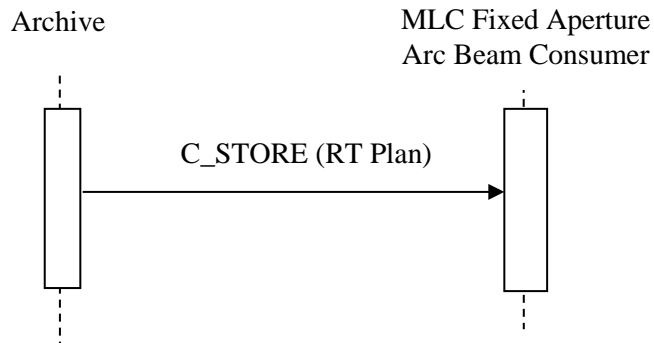 Archive
MLC Fixed Aperture
Arc Beam Consumer
C_STORE (RT Plan)